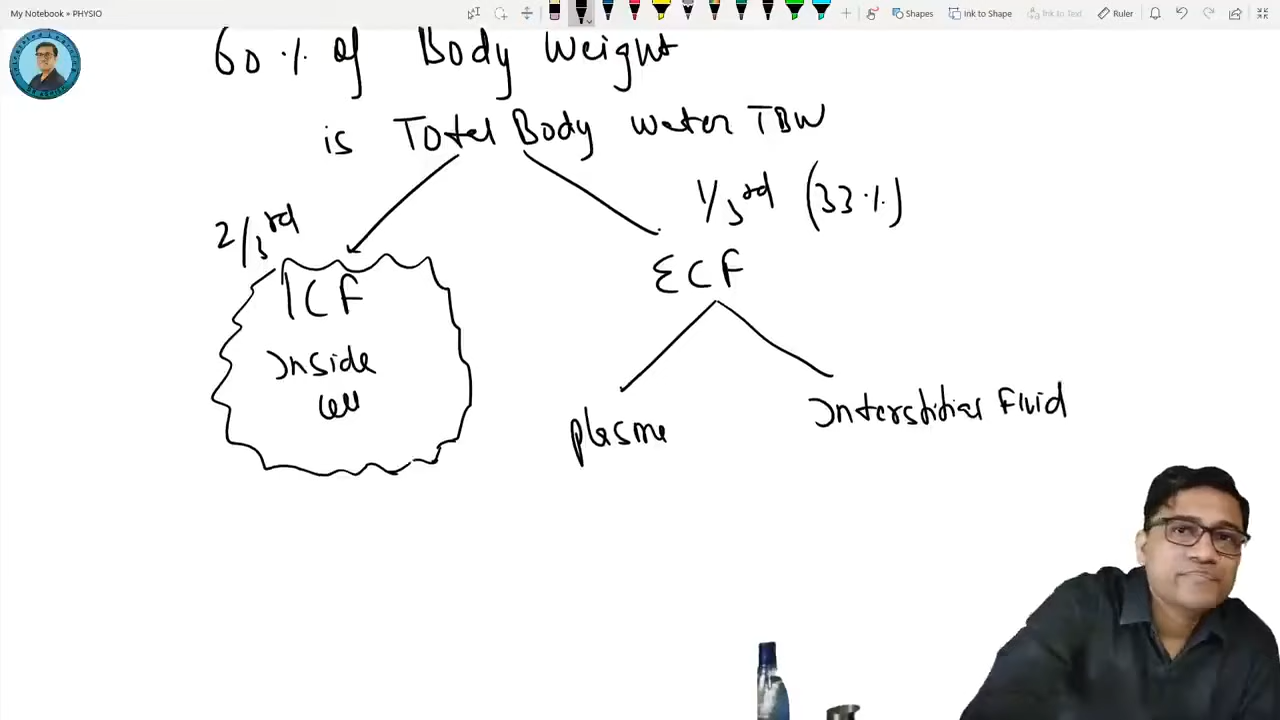 My Notebook » PHYSIO
Shapes
Ink to Shape
Ink to Text
Ruler
60 % of Body Weight
is Total Body water TBW
2/3rd
1/3rd (33 %)
ICF
ECF
Inside
cell
plasma
Interstitial Fluid